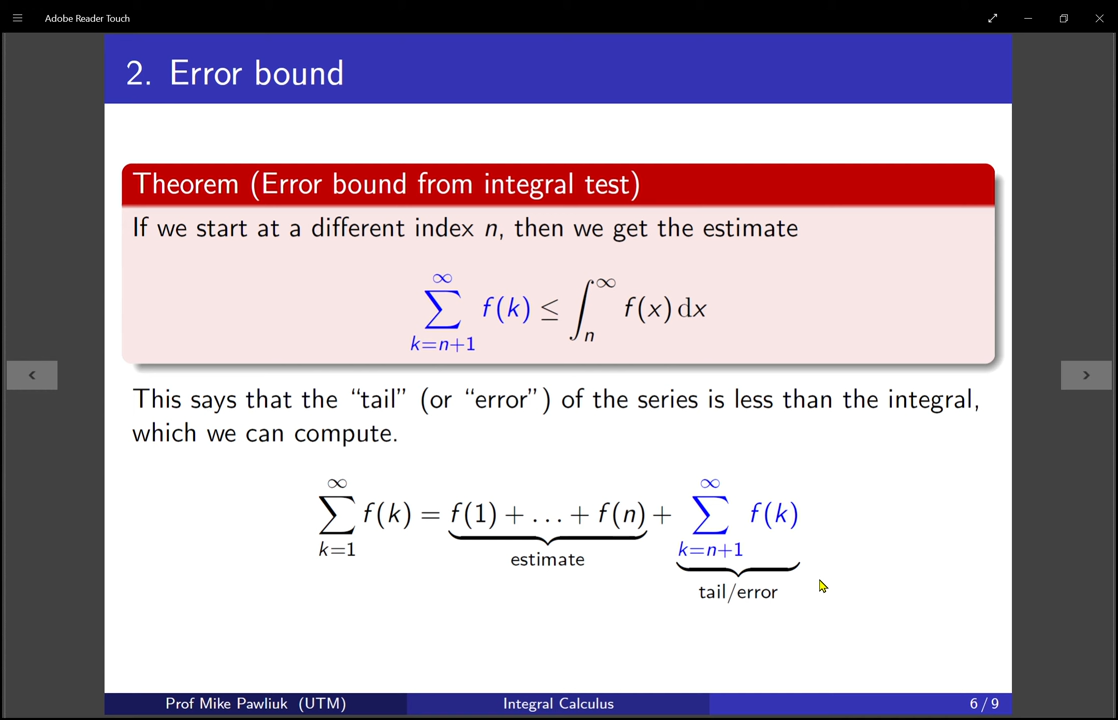 Adobe Reader Touch
2. Error bound
Theorem (Error bound from integral test)
If we start at a different index n, then we get the estimate
∑_{k=n+1}^{∞} f(k) ≤ ∫_{n}^{∞} f(x) dx
This says that the “tail” (or “error”) of the series is less than the integral,
which we can compute.
∑_{k=1}^{∞} f(k) = f(1) + … + f(n) + ∑_{k=n+1}^{∞} f(k)
estimate
tail/error
Prof Mike Pawliuk (UTM) Integral Calculus 6 / 9